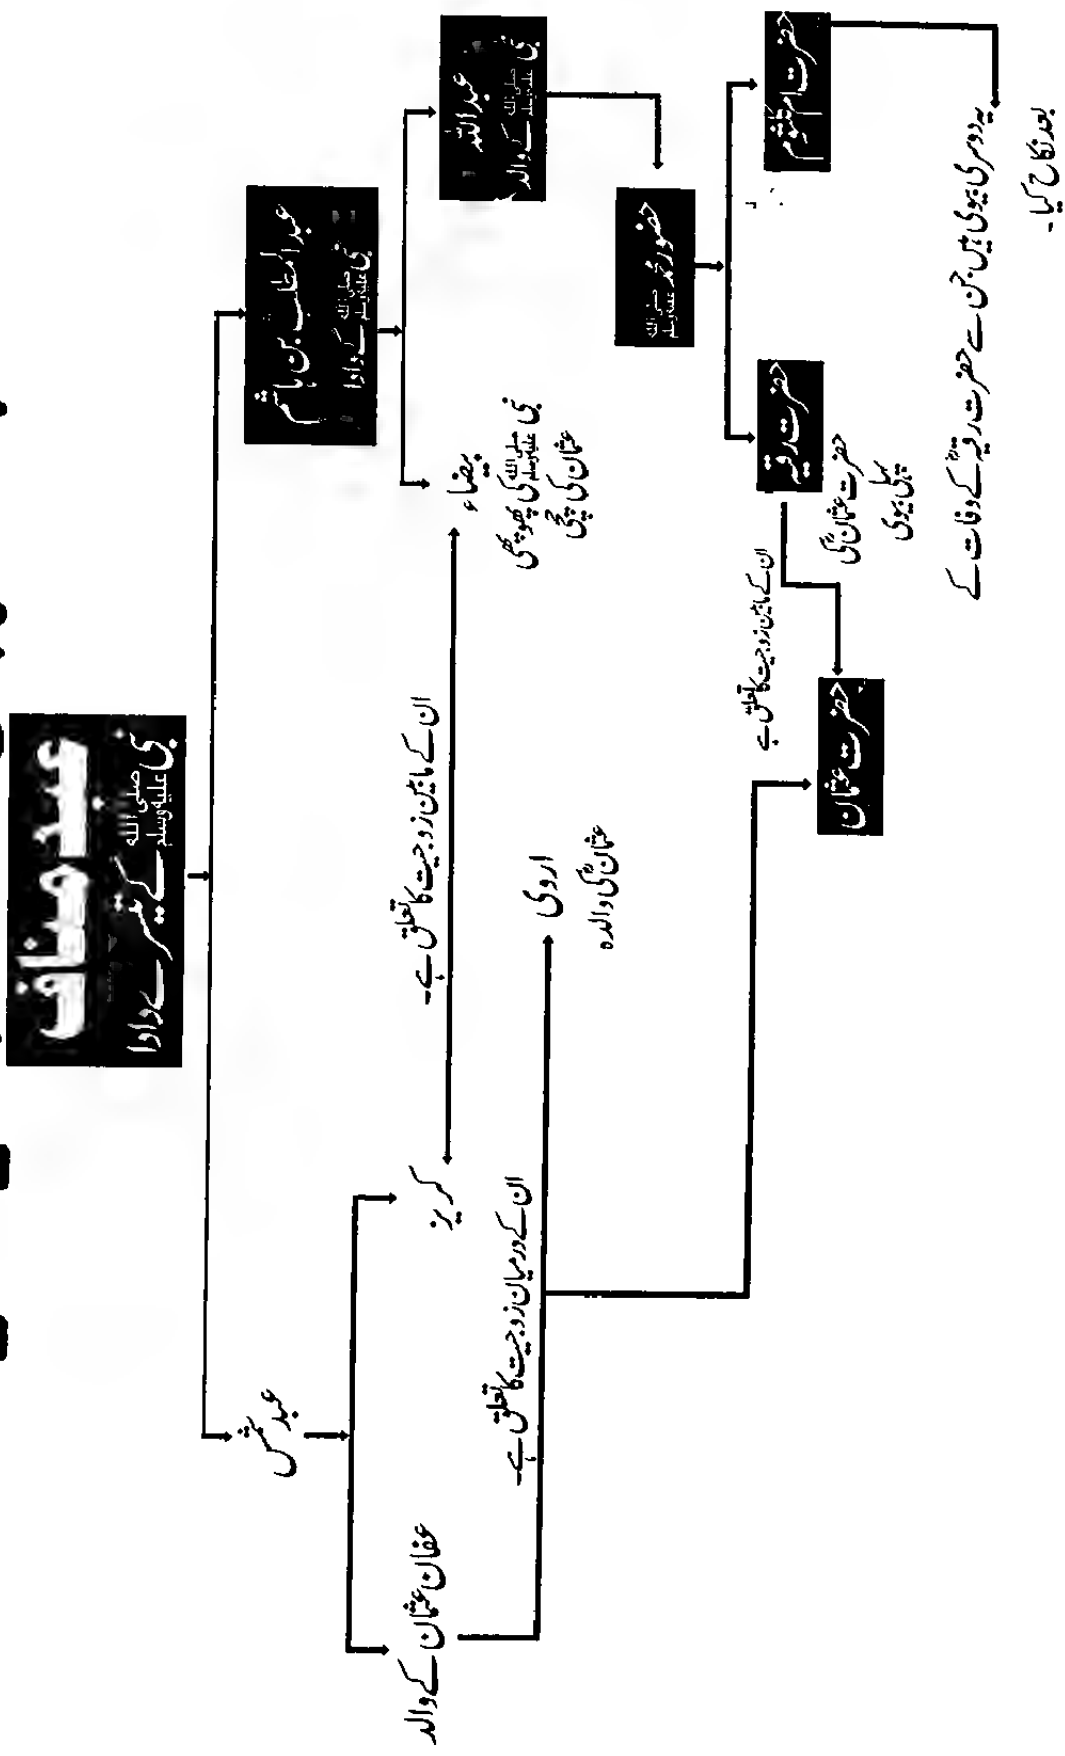 عبد مناف
نبی صلی اللہ علیہ وسلم کے تیسرے دادا
عبد المطلب بن ہاشم
نبی صلی اللہ علیہ وسلم کے دادا
عبد شمس
عبد اللہ
نبی صلی اللہ علیہ وسلم کے والد
بیضاء
نبی صلی اللہ علیہ وسلم کی پھوپھی
عثمان کی
ان کے مابین زوجیت کا تعلق ہے۔
کریز
عفان عثمان کے والد
ان کے درمیان زوجیت کا تعلق ہے۔
اروی
عثمانؓ کی والدہ
حضور محمد صلی اللہ علیہ وسلم
حضرت ام کلثوم
حضرت رقیہ
حضرت عثمانؓ کی
پہلی بیوی
ان کے مابین زوجیت کا تعلق ہے
حضرت عثمان
یہ دوسری بیوی ہیں جن سے حضرت رقیہؓ کے وفات کے
بعد نکاح کیا۔